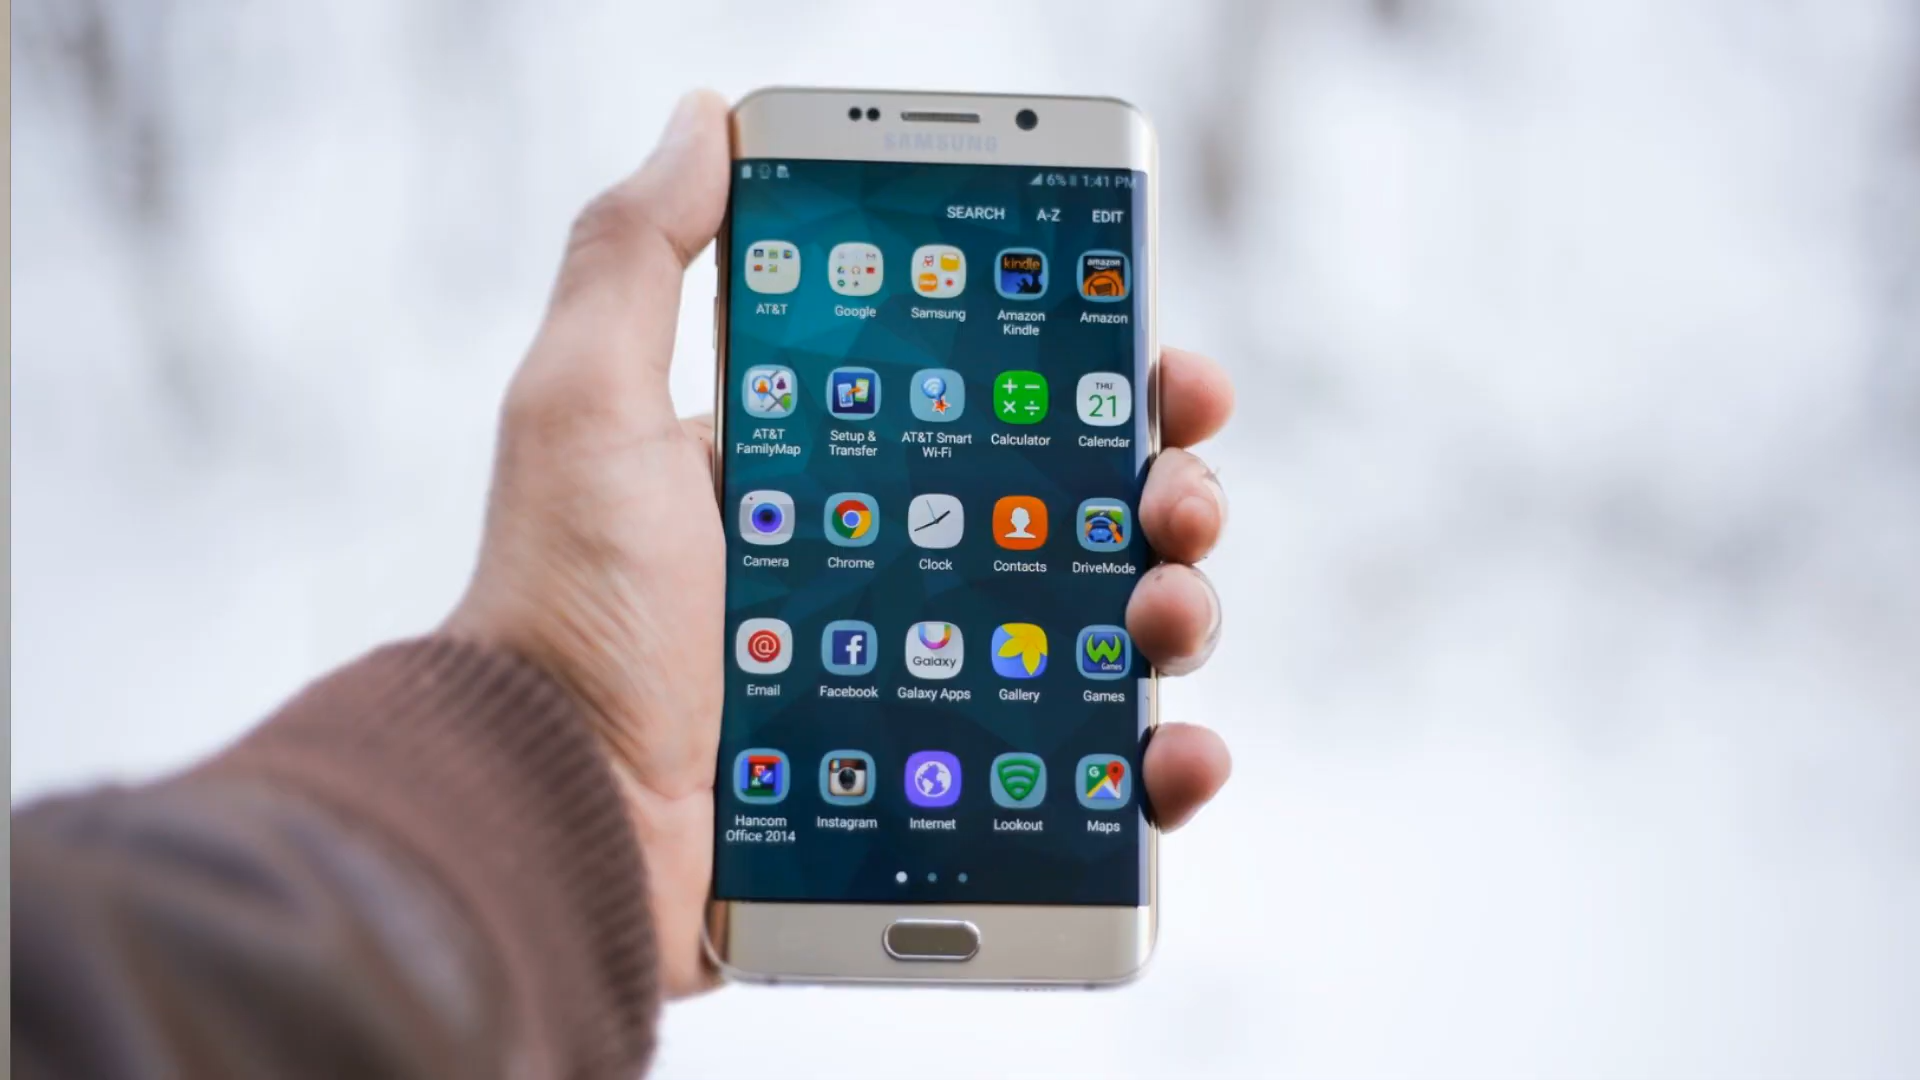 SAMSUNG
6% 1:41 PM
SEARCH A-Z EDIT
kindle amazon
AT&T Google Samsung Amazon Kindle Amazon
THU
21
AT&T FamilyMap Setup & Transfer AT&T Smart Wi-Fi Calculator Calendar
Camera Chrome Clock Contacts DriveMode
Galaxy Games
Email Facebook Galaxy Apps Gallery Games
Hancom Office 2014 Instagram Internet Lookout Maps